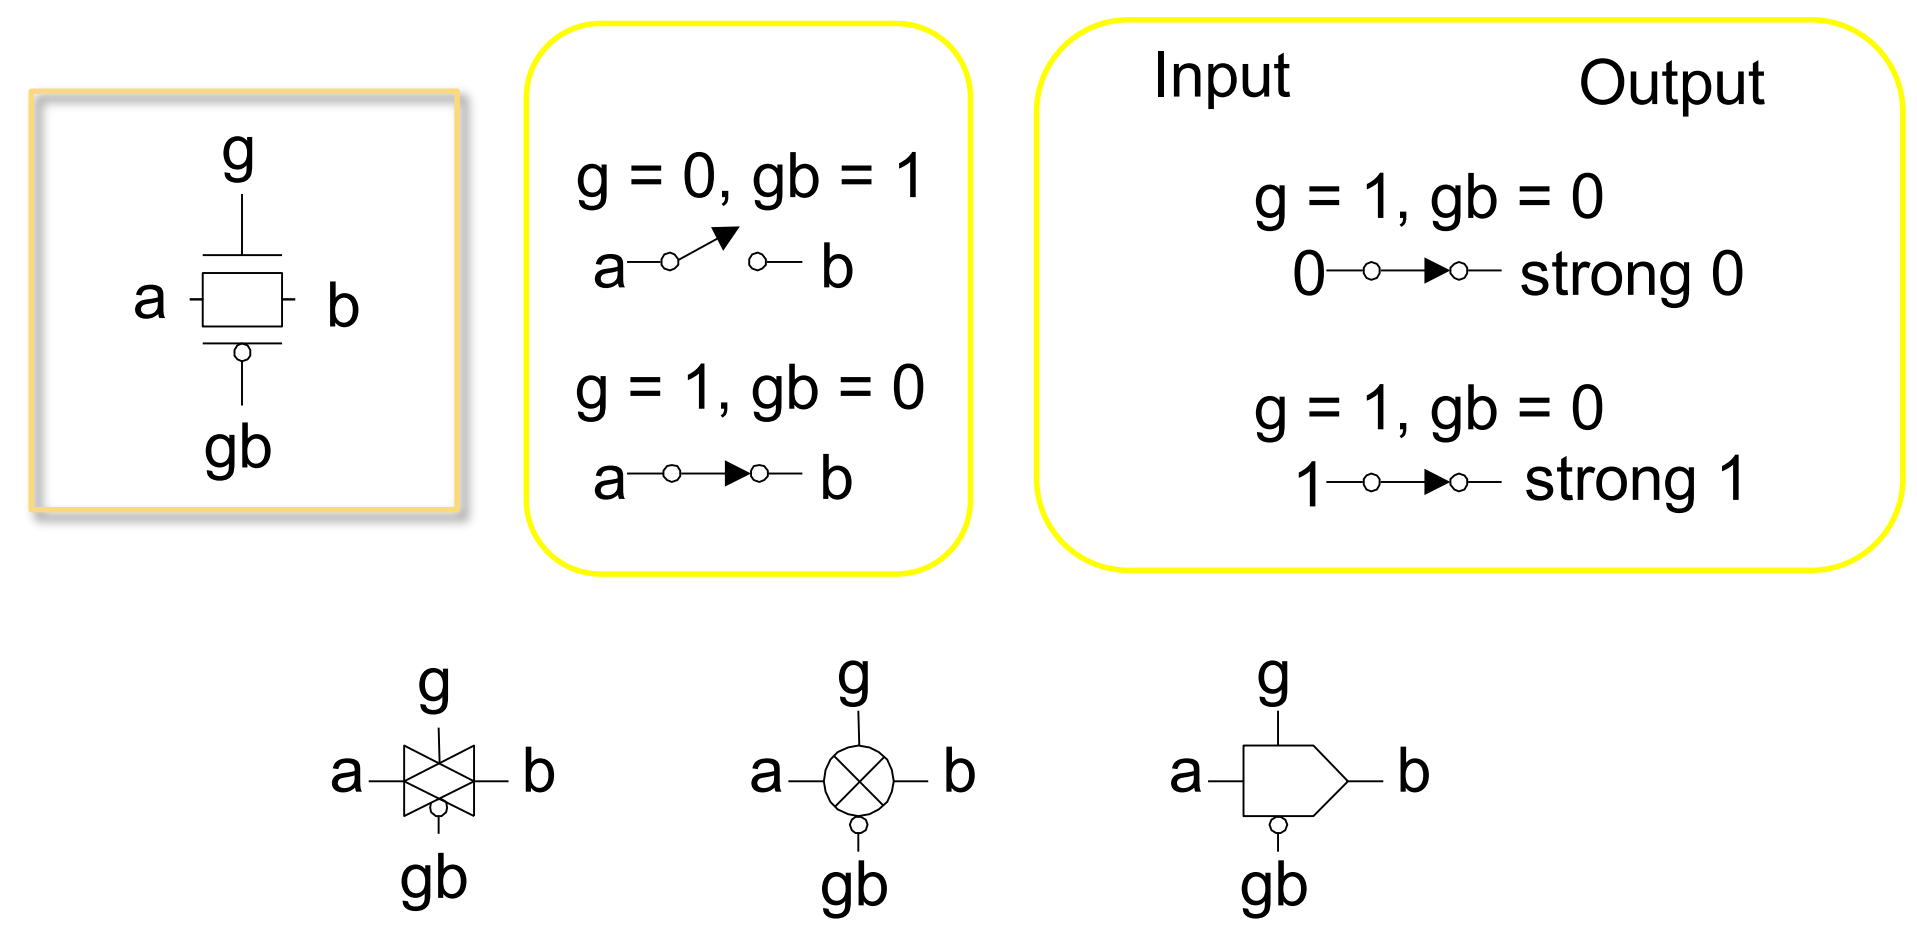 g
a b
gb
g = 0, gb = 1
a b
g = 1, gb = 0
a b
Input Output
g = 1, gb = 0
0 strong 0
g = 1, gb = 0
1 strong 1
g
a b
gb
g
a b
gb
g
a b
gb